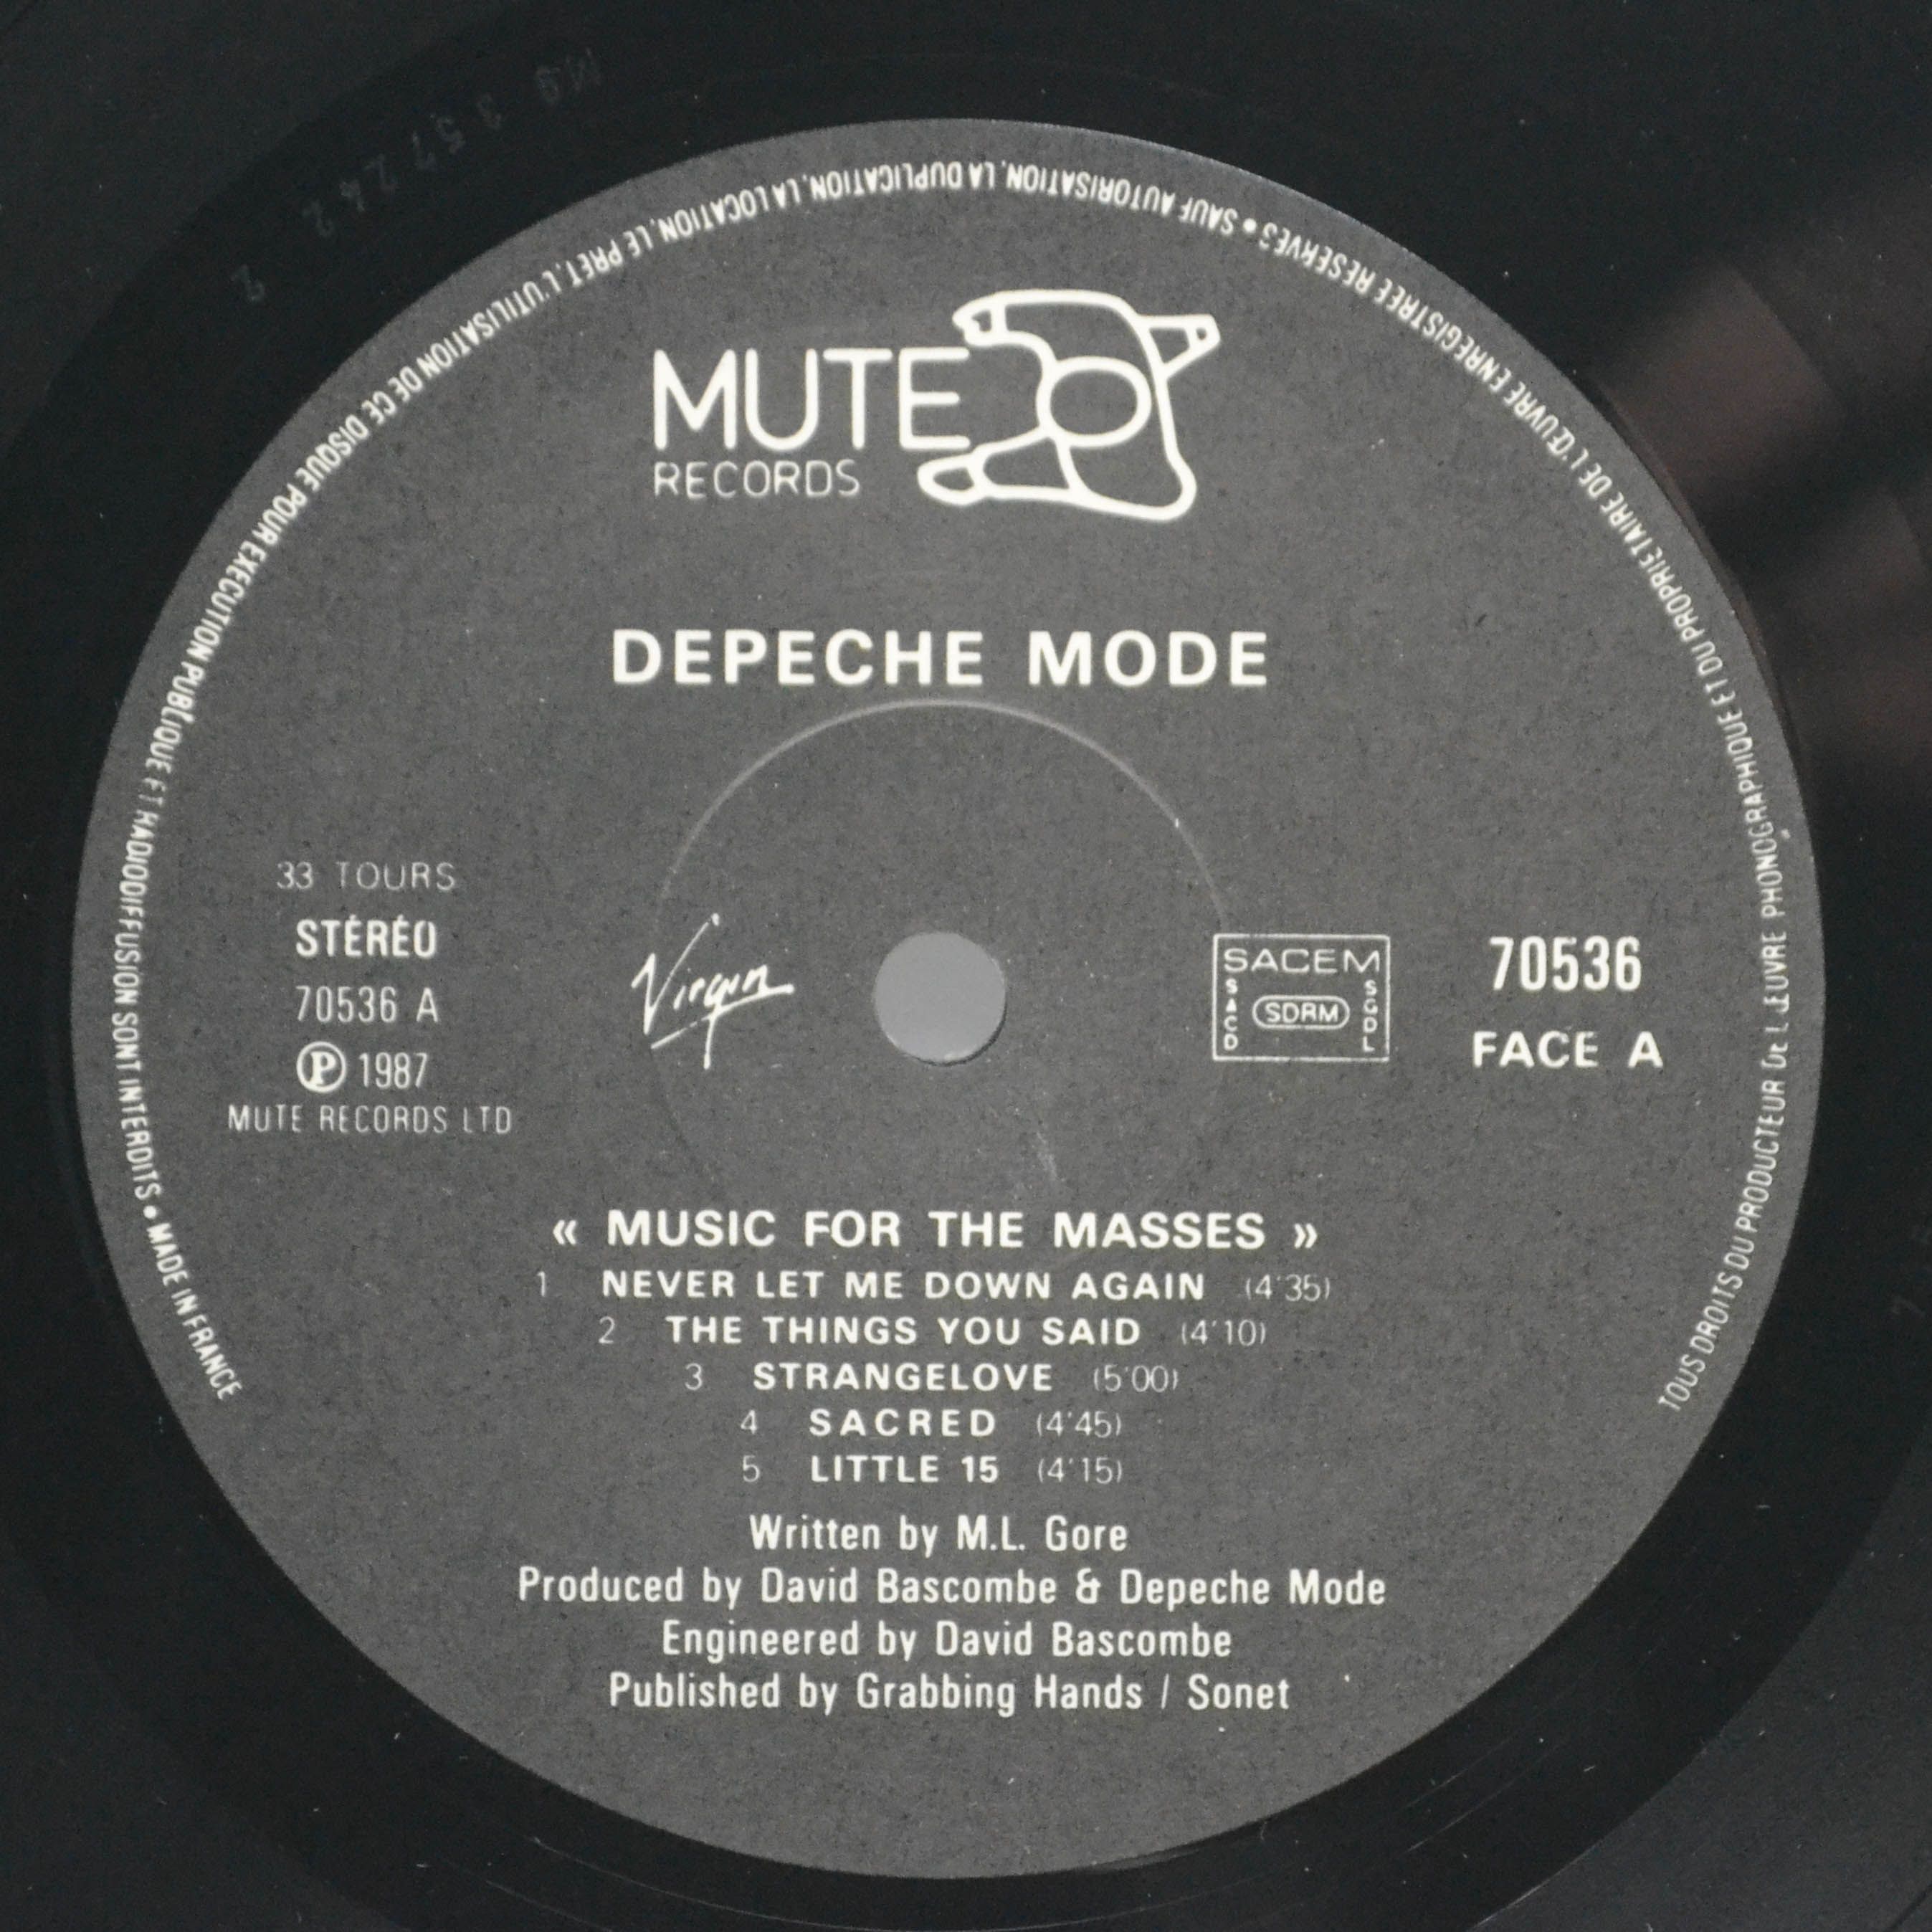 MUTE
RECORDS
DEPECHE MODE
33 TOURS
STÉRÉO
70536 A
Ⓟ 1987
MUTE RECORDS LTD
Virgin
SACEM
SACD
SDRM
SGDL
70536
FACE A
« MUSIC FOR THE MASSES »
1 NEVER LET ME DOWN AGAIN (4'35)
2 THE THINGS YOU SAID (4'10)
3 STRANGELOVE (5'00)
4 SACRED (4'45)
5 LITTLE 15 (4'15)
Written by M.L. Gore
Produced by David Bascombe & Depeche Mode
Engineered by David Bascombe
Published by Grabbing Hands / Sonet
TOUS DROITS DU PRODUCTEUR DE L'ŒUVRE PHONOGRAPHIQUE ET DU PROPRIETAIRE DE L'ŒUVRE ENREGISTREE RESERVES • SAUF AUTORISATION, LA DUPLICATION, LA LOCATION, LE PRET, L'UTILISATION DE CE DISQUE POUR EXECUTION PUBLIQUE ET RADIODIFFUSION SONT INTERDITS • MADE IN FRANCE